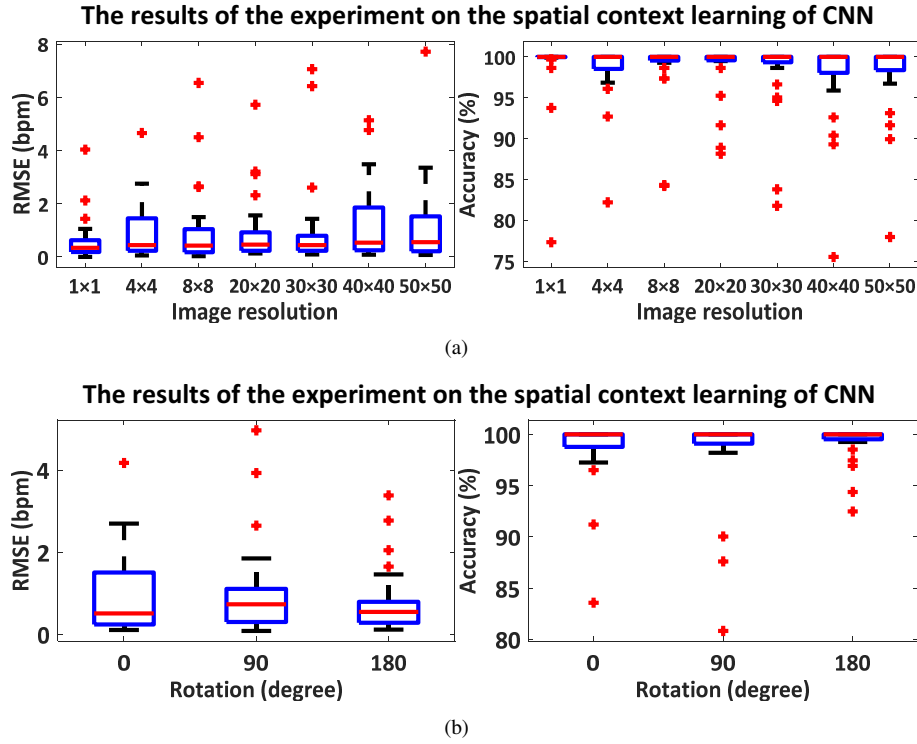 The results of the experiment on the spatial context learning of CNN
RMSE (bpm)
8
6
4
2
0
1×1 4×4 8×8 20×20 30×30 40×40 50×50
Image resolution
Accuracy (%)
100
95
90
85
80
75
1×1 4×4 8×8 20×20 30×30 40×40 50×50
Image resolution
(a)
The results of the experiment on the spatial context learning of CNN
RMSE (bpm)
4
2
0
0 90 180
Rotation (degree)
Accuracy (%)
100
95
90
85
80
0 90 180
Rotation (degree)
(b)